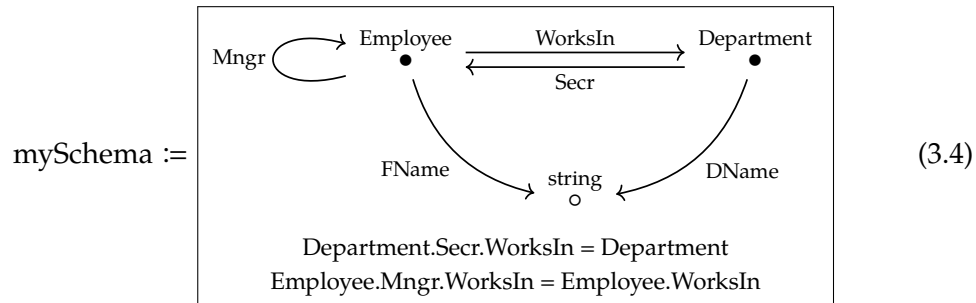 Employee WorksIn Department
Mngr
Secr
mySchema := (3.4)
FName DName
string
Department.Secr.WorksIn = Department
Employee.Mngr.WorksIn = Employee.WorksIn